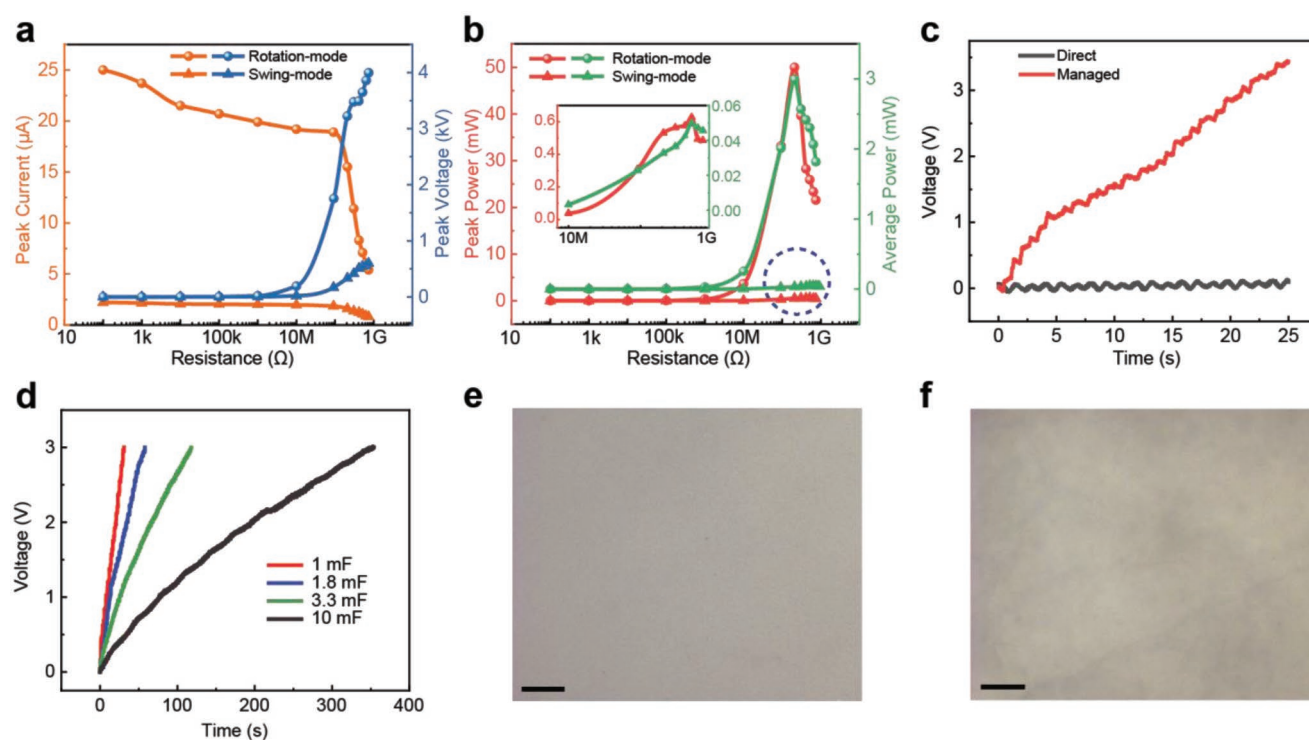 a
Rotation-mode
Swing-mode
25
20
15
10
5
0
4
3
2
1
0
Peak Current (μA)
Peak Voltage (kV)
10 1k 100k 10M 1G
Resistance (Ω)
b
Rotation-mode
Swing-mode
50
40
30
20
10
0
3
2
1
0
Peak Power (mW)
Average Power (mW)
0.6
0.4
0.2
0.0
0.06
0.04
0.02
0.00
10M 1G
10 1k 100k 10M 1G
Resistance (Ω)
c
Direct
Managed
3
2
1
0
Voltage (V)
0 5 10 15 20 25
Time (s)
d
3
2
1
0
Voltage (V)
1 mF
1.8 mF
3.3 mF
10 mF
0 100 200 300 400
Time (s)
e
f